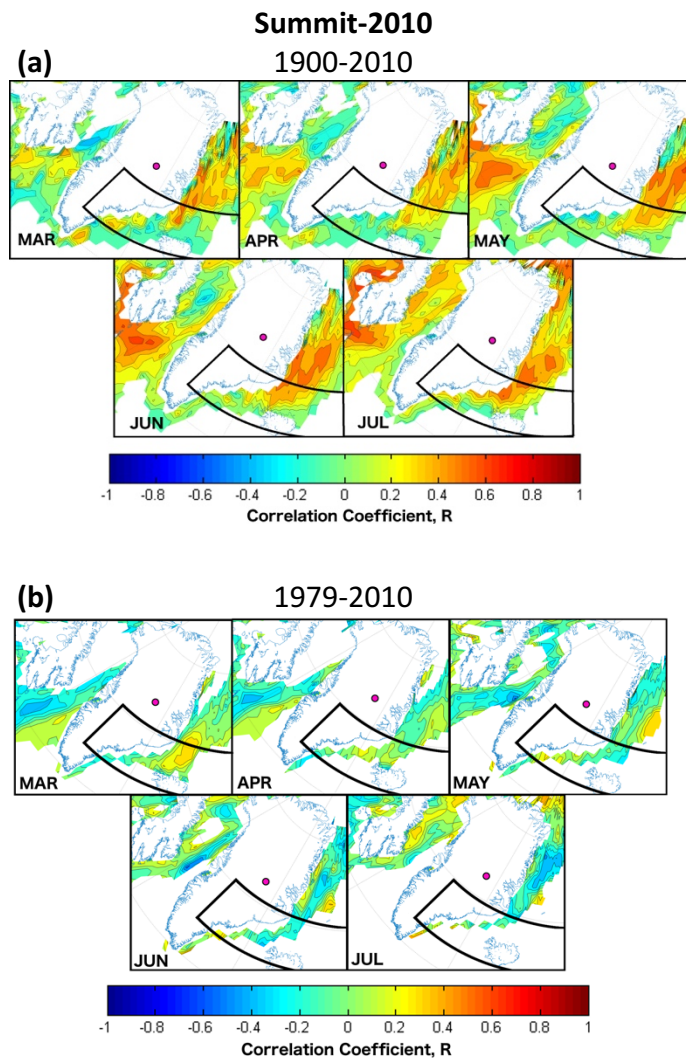 Summit-2010
(a) 1900-2010
MAR APR MAY
JUN JUL
-1 -0.8 -0.6 -0.4 -0.2 0 0.2 0.4 0.6 0.8 1
Correlation Coefficient, R
(b) 1979-2010
MAR APR MAY
JUN JUL
-1 -0.8 -0.6 -0.4 -0.2 0 0.2 0.4 0.6 0.8 1
Correlation Coefficient, R